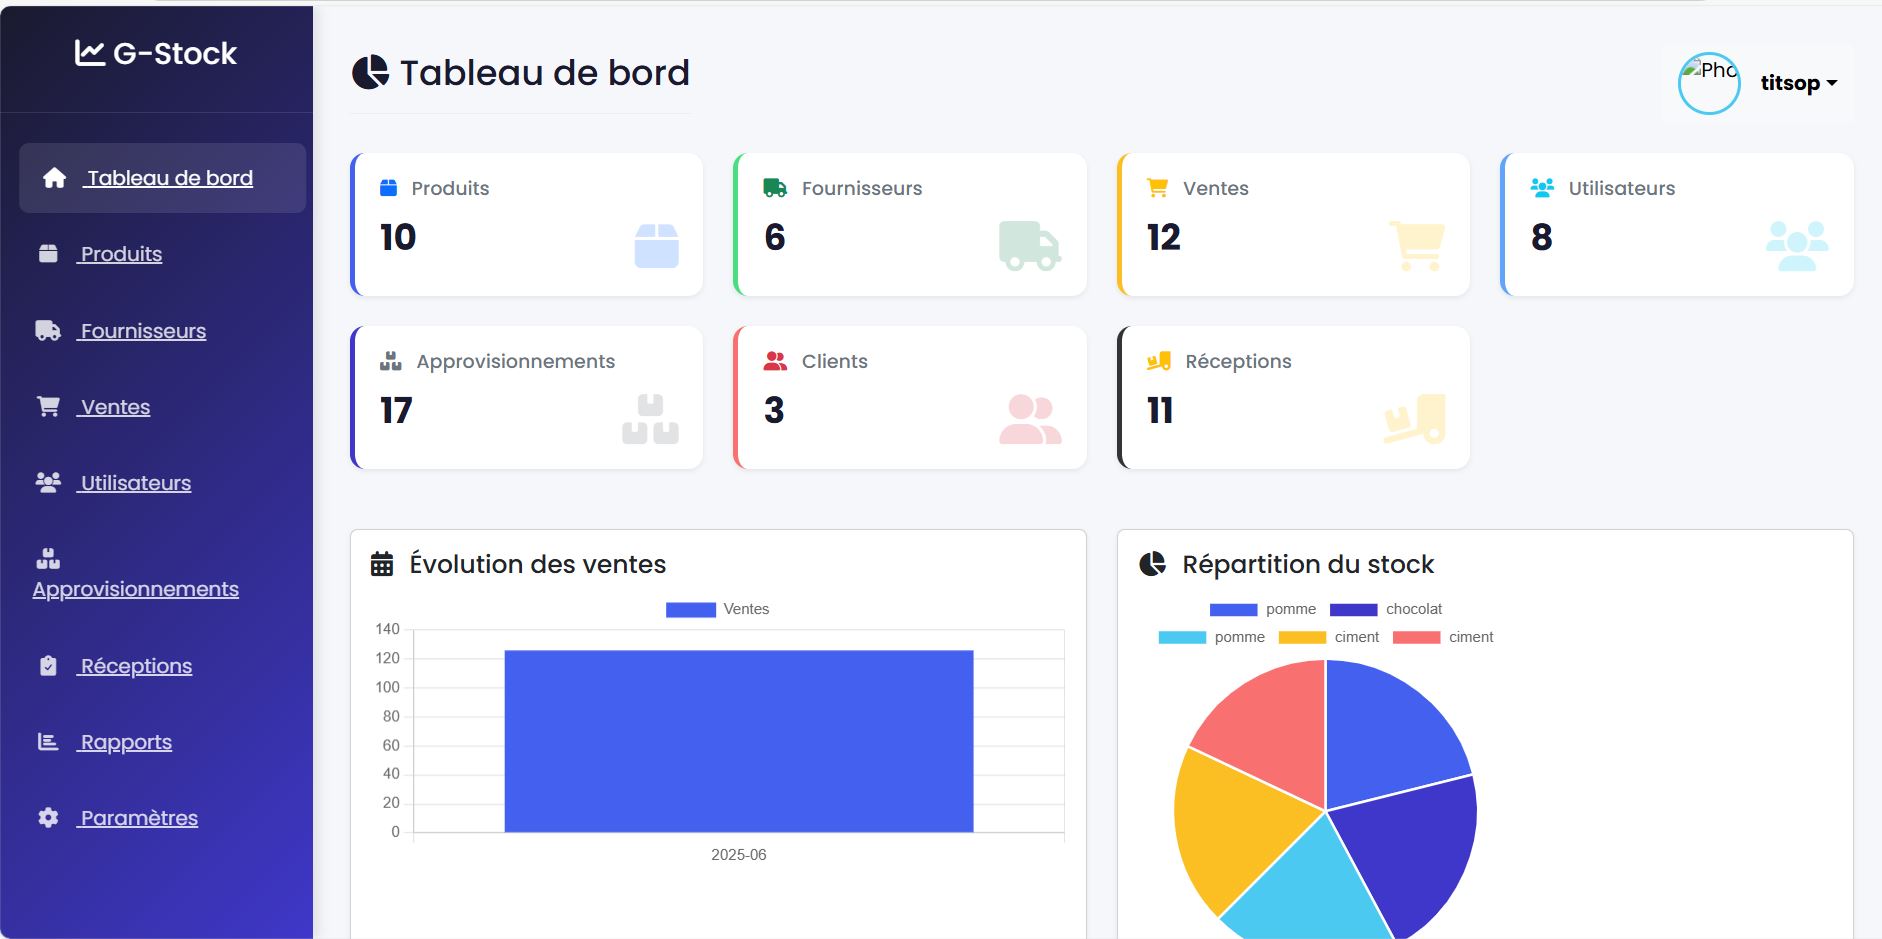 G-Stock
Tableau de bord
Produits
Fournisseurs
Ventes
Utilisateurs
Approvisionnements
Réceptions
Rapports
Paramètres
Tableau de bord
Pho
titsop
Produits
10
Fournisseurs
6
Ventes
12
Utilisateurs
8
Approvisionnements
17
Clients
3
Réceptions
11
Évolution des ventes
Ventes
140
120
100
80
60
40
20
0
2025-06
Répartition du stock
pomme chocolat
pomme ciment ciment